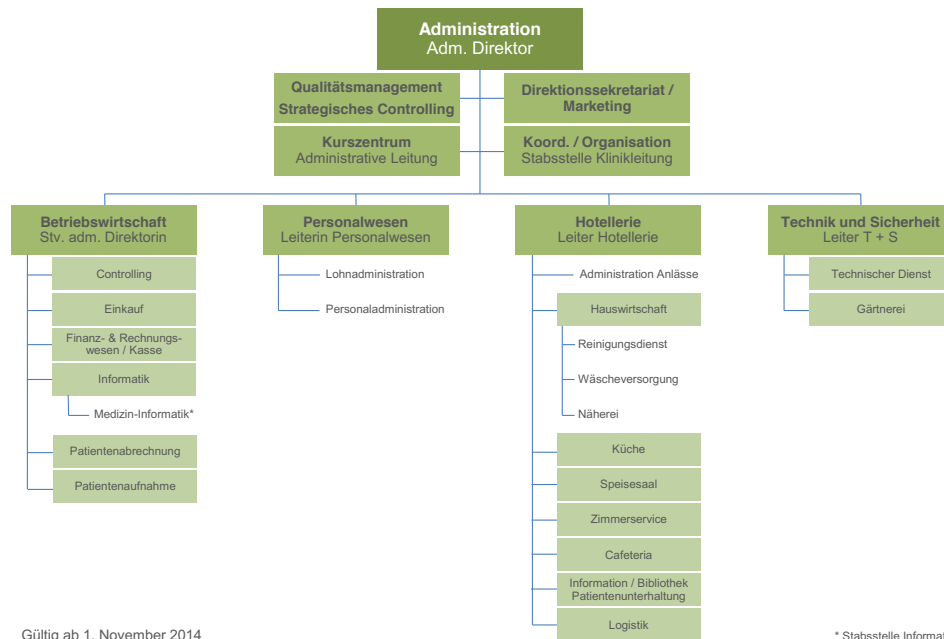 Administration
Adm. Direktor
Qualitätsmanagement
Strategisches Controlling
Direktionssekretariat /
Marketing
Kurszentrum
Administrative Leitung
Koord. / Organisation
Stabsstelle Klinikleitung
Betriebswirtschaft
Stv. adm. Direktorin
Controlling
Einkauf
Finanz- & Rechnungs-
wesen / Kasse
Informatik
Medizin-Informatik*
Patientenabrechnung
Patientenaufnahme
Personalwesen
Leiterin Personalwesen
Lohnadministration
Personaladministration
Hotellerie
Leiter Hotellerie
Administration Anlässe
Hauswirtschaft
Reinigungsdienst
Wäscheversorgung
Näherei
Küche
Speisesaal
Zimmerservice
Cafeteria
Information / Bibliothek
Patientenunterhaltung
Logistik
Technik und Sicherheit
Leiter T + S
Technischer Dienst
Gärtnerei
Gültig ab 1. November 2014
* Stabsstelle